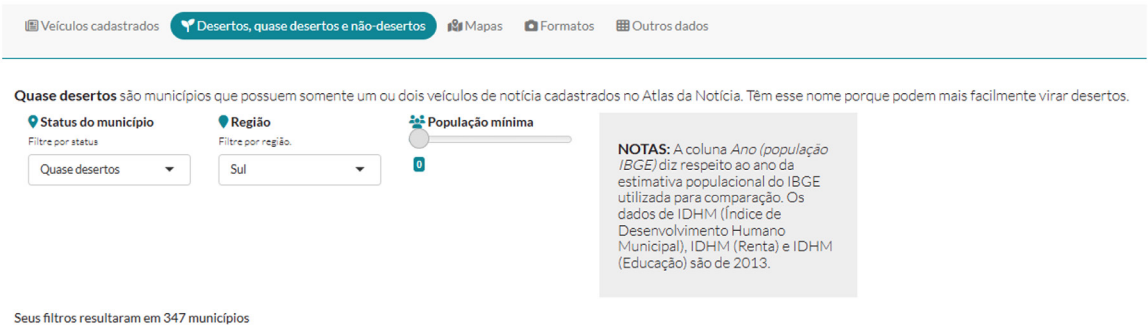 Veículos cadastrados Desertos, quase desertos e não-desertos Mapas Formatos Outros dados
Quase desertos são municípios que possuem somente um ou dois veículos de notícia cadastrados no Atlas da Notícia. Têm esse nome porque podem mais facilmente virar desertos.
Status do município
Filtre por status
Quase desertos
Região
Filtre por região.
Sul
População mínima
0
NOTAS: A coluna Ano (população
IBGE) diz respeito ao ano da
estimativa populacional do IBGE
utilizada para comparação. Os
dados de IDHM (Índice de
Desenvolvimento Humano
Municipal), IDHM (Renta) e IDHM
(Educação) são de 2013.
Seus filtros resultaram em 347 municípios